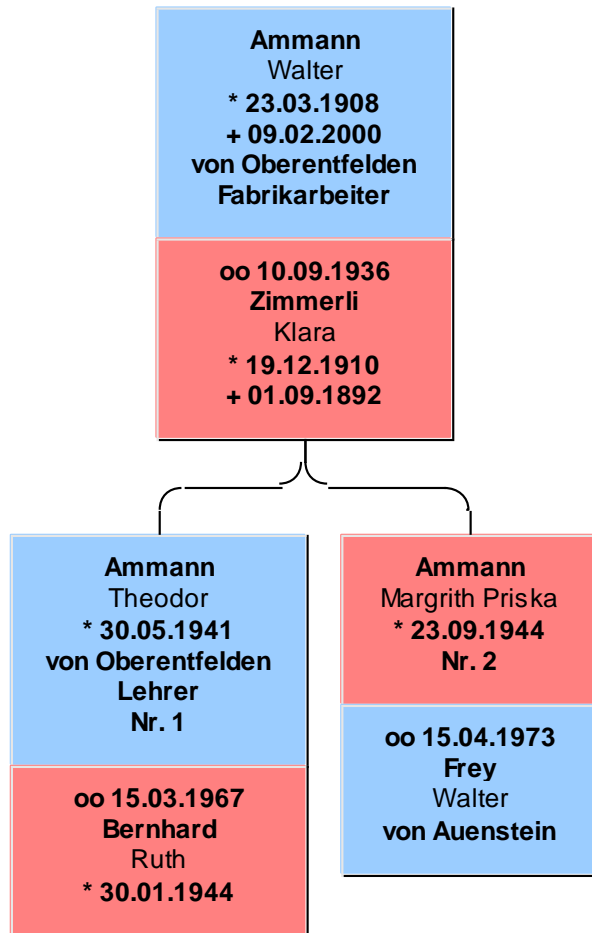 Ammann
Walter
* 23.03.1908
+ 09.02.2000
von Oberentfelden
Fabrikarbeiter
oo 10.09.1936
Zimmerli
Klara
* 19.12.1910
+ 01.09.1892
Ammann
Theodor
* 30.05.1941
von Oberentfelden
Lehrer
Nr. 1
oo 15.03.1967
Bernhard
Ruth
* 30.01.1944
Ammann
Margrith Priska
* 23.09.1944
Nr. 2
oo 15.04.1973
Frey
Walter
von Auenstein